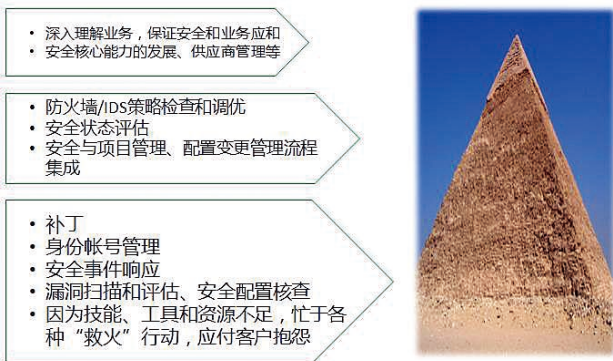 • 深入理解业务，保证安全和业务应和
• 安全核心能力的发展、供应商管理等
• 防火墙/IDS策略检查和调优
• 安全状态评估
• 安全与项目管理、配置变更管理流程
集成
• 补丁
• 身份帐号管理
• 安全事件响应
• 漏洞扫描和评估、安全配置核查
• 因为技能、工具和资源不足，忙于各
种“救火”行动，应付客户抱怨